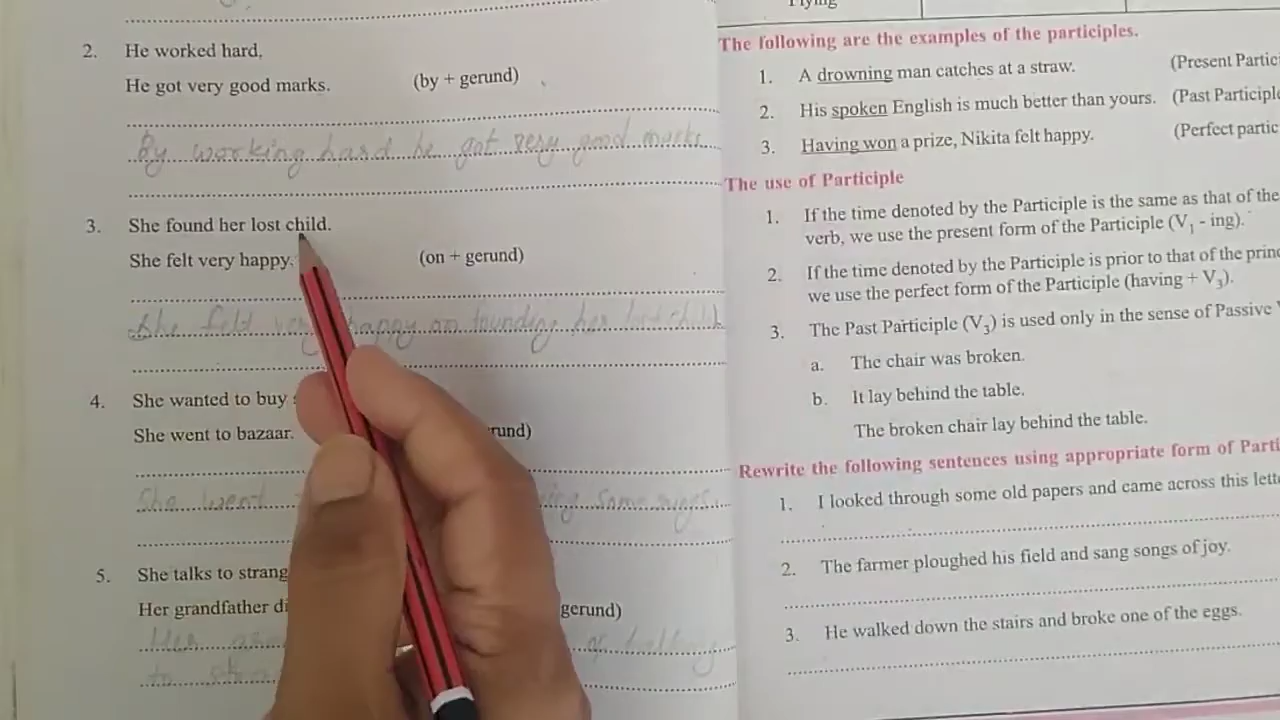 2. He worked hard,
He got very good marks. (by + gerund)
By working hard he got very good marks
3. She found her lost child.
She felt very happy. (on + gerund)
She felt very happy on founding her lost child
4. She wanted to buy
She went to bazaar. rund)
She went some
5. She talks to strang
Her grandfather di gerund)
Her of
to
Flying
The following are the examples of the participles.
1. A drowning man catches at a straw. (Present Partic
2. His spoken English is much better than yours. (Past Participle
3. Having won a prize, Nikita felt happy. (Perfect partic
The use of Participle
1. If the time denoted by the Participle is the same as that of the
verb, we use the present form of the Participle (V₁ - ing).
2. If the time denoted by the Participle is prior to that of the princ
we use the perfect form of the Participle (having + V₃).
3. The Past Participle (V₃) is used only in the sense of Passive
a. The chair was broken.
b. It lay behind the table.
The broken chair lay behind the table.
Rewrite the following sentences using appropriate form of Parti
1. I looked through some old papers and came across this lette
2. The farmer ploughed his field and sang songs of joy.
3. He walked down the stairs and broke one of the eggs.